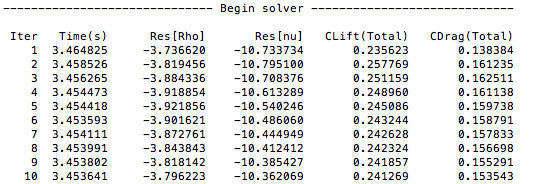 ------------------------------ Begin solver -----------------------------
Iter Time(s) Res[Rho] Res[nu] CLift(Total) CDrag(Total)
1 3.464825 -3.736620 -10.733734 0.235623 0.138384
2 3.458526 -3.819456 -10.795100 0.257769 0.161235
3 3.456265 -3.884336 -10.708376 0.251159 0.162511
4 3.454473 -3.918854 -10.613289 0.248960 0.161138
5 3.454418 -3.921856 -10.540246 0.245086 0.159738
6 3.453593 -3.901621 -10.486060 0.243244 0.158791
7 3.454111 -3.872761 -10.444949 0.242628 0.157833
8 3.453991 -3.843843 -10.412412 0.242324 0.156698
9 3.453802 -3.818142 -10.385427 0.241857 0.155291
10 3.453641 -3.796223 -10.362069 0.241269 0.153543